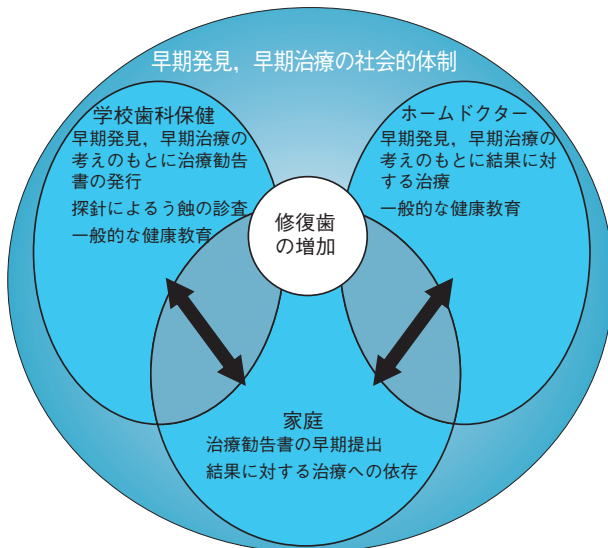 早期発見，早期治療の社会的体制
学校歯科保健
早期発見，早期治療の
考えのもとに治療勧告
書の発行
探針によるう蝕の診査
一般的な健康教育
ホームドクター
早期発見，早期治療の
考えのもとに結果に対
する治療
一般的な健康教育
修復歯
の増加
家庭
治療勧告書の早期提出
結果に対する治療への依存